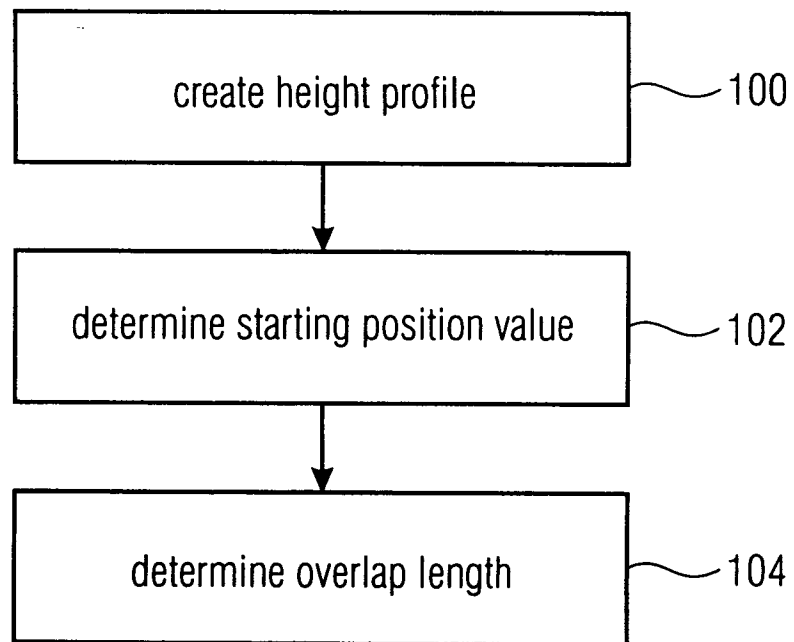 create height profile
100
determine starting position value
102
determine overlap length
104